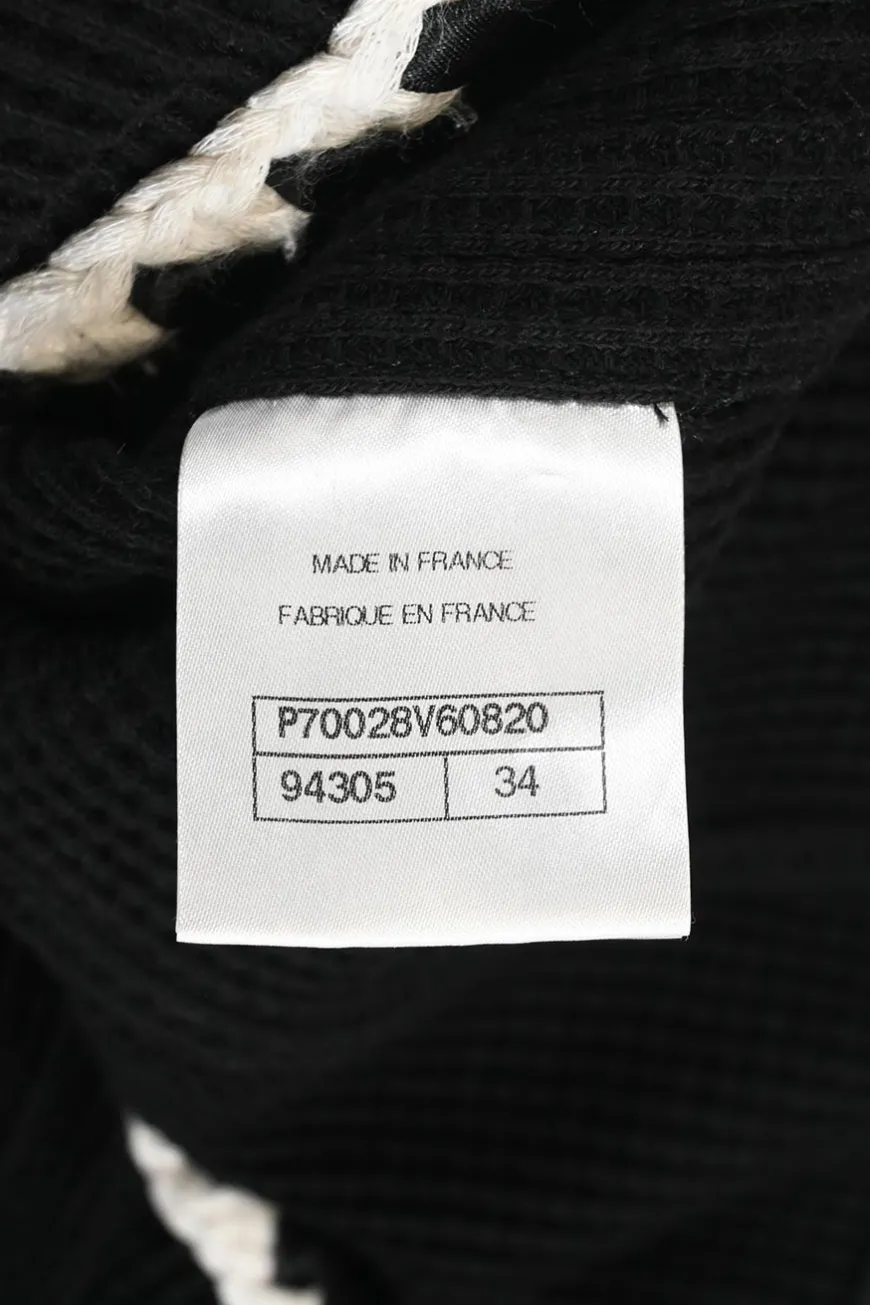 MADE IN FRANCE
FABRIQUE EN FRANCE
P70028V60820
94305 34